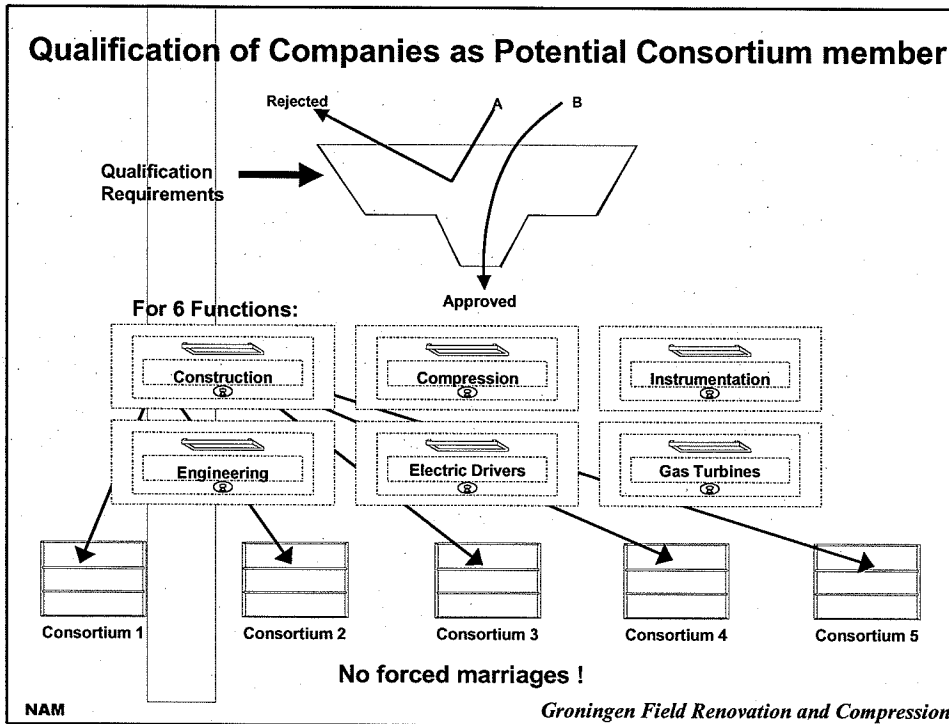 Qualification of Companies as Potential Consortium member
Rejected
A
B
Qualification
Requirements
Approved
For 6 Functions:
Construction
Compression
Instrumentation
Engineering
Electric Drivers
Gas Turbines
Consortium 1
Consortium 2
Consortium 3
Consortium 4
Consortium 5
No forced marriages !
NAM
Groningen Field Renovation and Compression